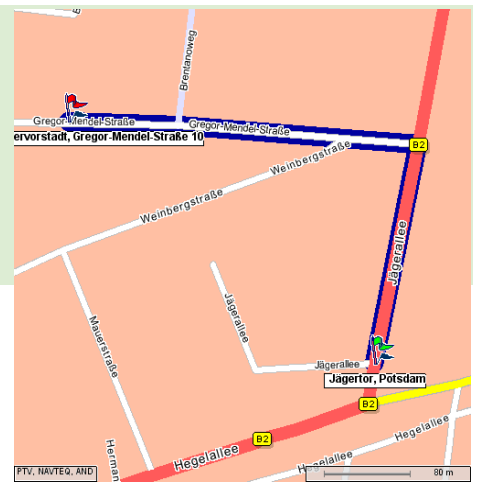 B
Brentanoweg
Gregor-Mendel-Straße
Gregor-Mendel-Straße
ervorstadt, Gregor-Mendel-Straße 10
B2
Weinbergstraße
Weinbergstraße
Jägerallee
Jägerallee
Mauerstraße
Jägerallee
Jägertor, Potsdam
B2
Hegelallee
B2
Hegelallee
Hegelallee
Herman
PTV, NAVTEQ, AND
80 m